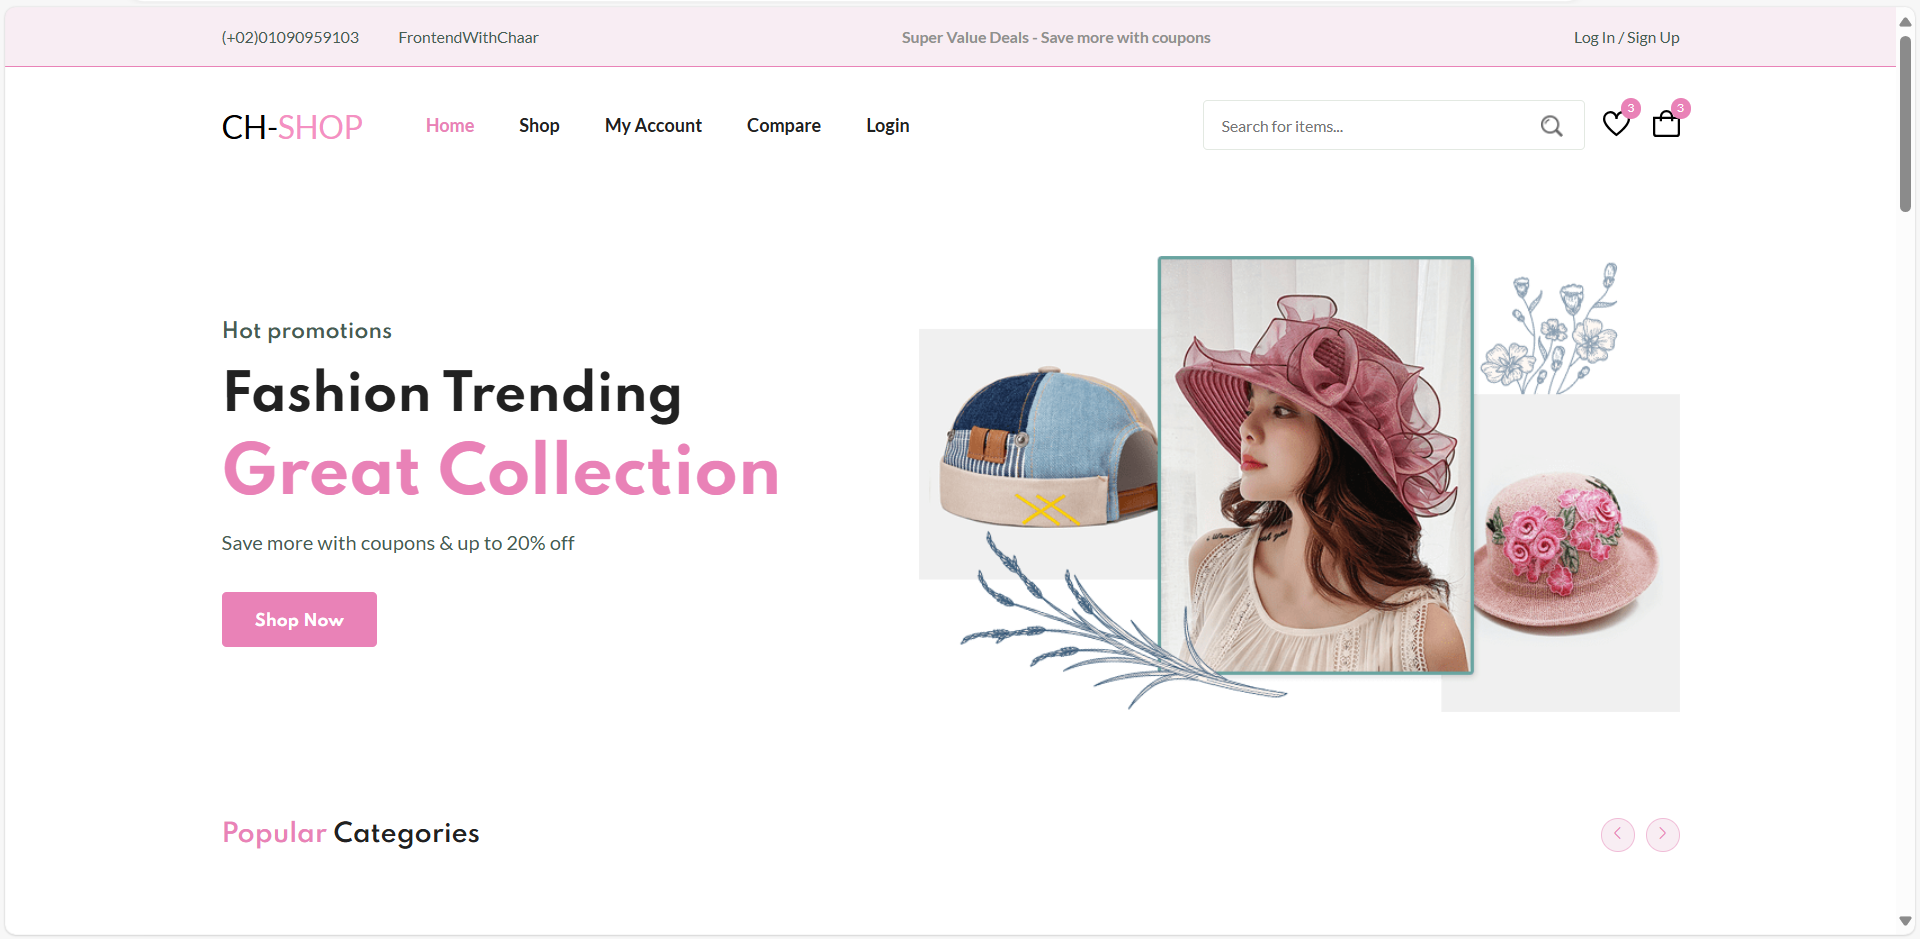 (+02)01090959103 FrontendWithChaar Super Value Deals - Save more with coupons Log In / Sign Up
CH-SHOP Home Shop My Account Compare Login Search for items... 3 3
Hot promotions
Fashion Trending
Great Collection
Save more with coupons & up to 20% off
Shop Now
Popular Categories